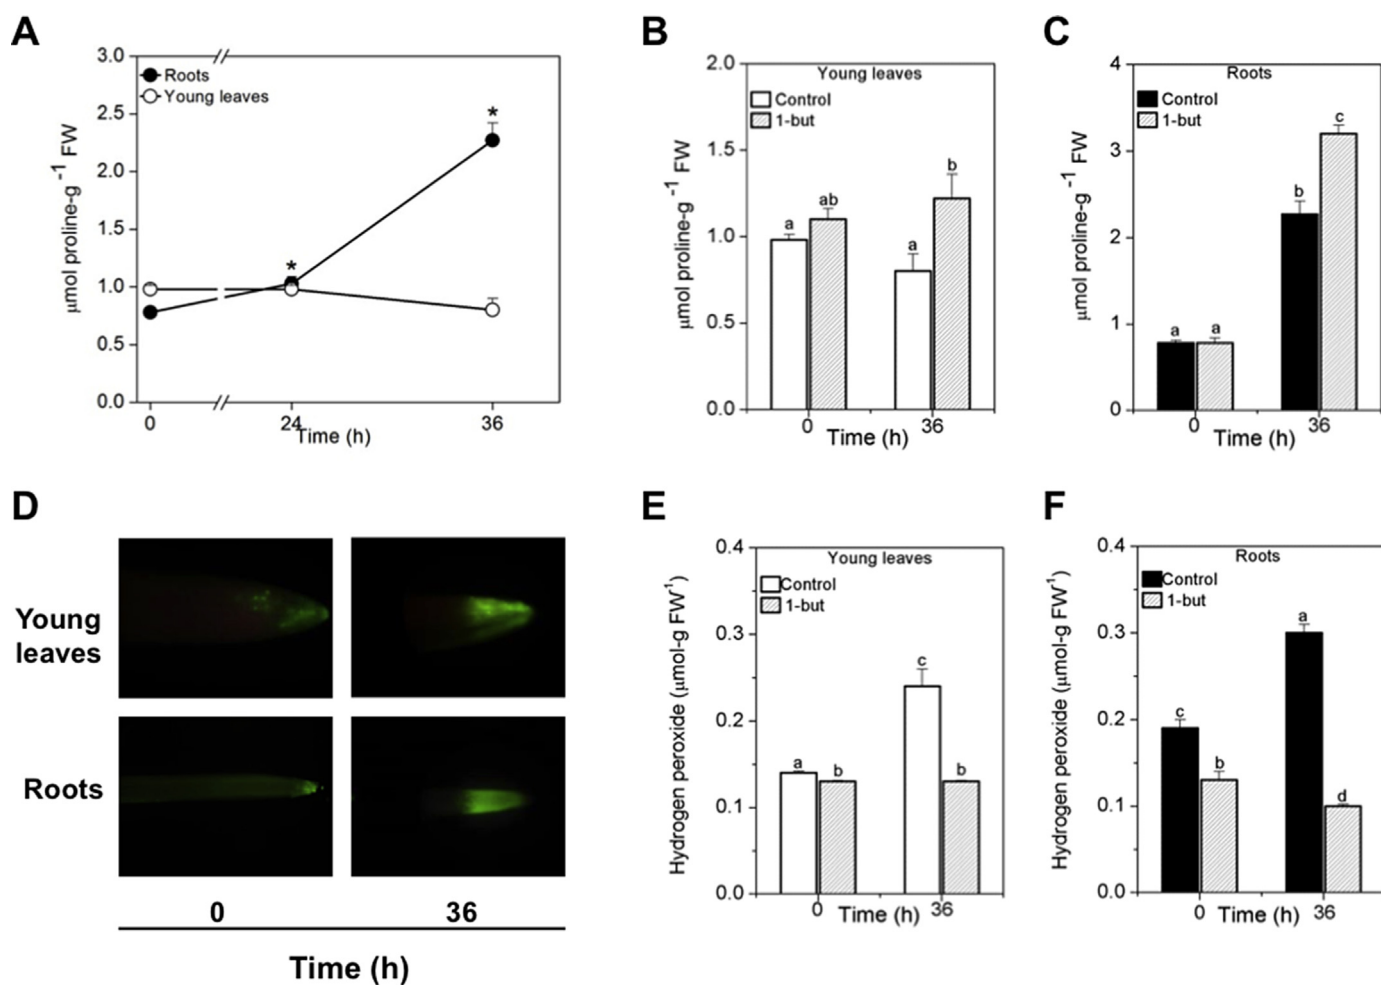 A
3.0
2.5
2.0
1.5
1.0
0.5
0.0
Roots
Young leaves
*
*
μmol proline-g⁻¹ FW
0
24
36
Time (h)
B
2.0
1.5
1.0
0.5
0.0
Young leaves
Control
1-but
a
ab
a
b
μmol proline-g⁻¹ FW
0
36
Time (h)
C
4
3
2
1
0
Roots
Control
1-but
a
a
b
c
μmol proline-g⁻¹ FW
0
36
Time (h)
D
Young
leaves
Roots
0
36
Time (h)
E
0.4
0.3
0.2
0.1
0.0
Young leaves
Control
1-but
a
b
c
b
Hydrogen peroxide (μmol-g FW⁻¹)
0
36
Time (h)
F
0.4
0.3
0.2
0.1
0.0
Roots
Control
1-but
c
b
a
d
Hydrogen peroxide (μmol-g FW⁻¹)
0
36
Time (h)